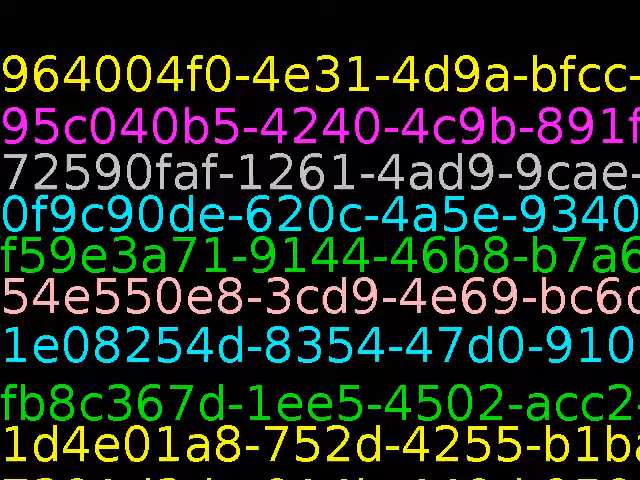 964004f0-4e31-4d9a-bfcc-
95c040b5-4240-4c9b-891f
72590faf-1261-4ad9-9cae-
0f9c90de-620c-4a5e-9340
f59e3a71-9144-46b8-b7a6
54e550e8-3cd9-4e69-bc6c
1e08254d-8354-47d0-910
fb8c367d-1ee5-4502-acc2-
1d4e01a8-752d-4255-b1ba